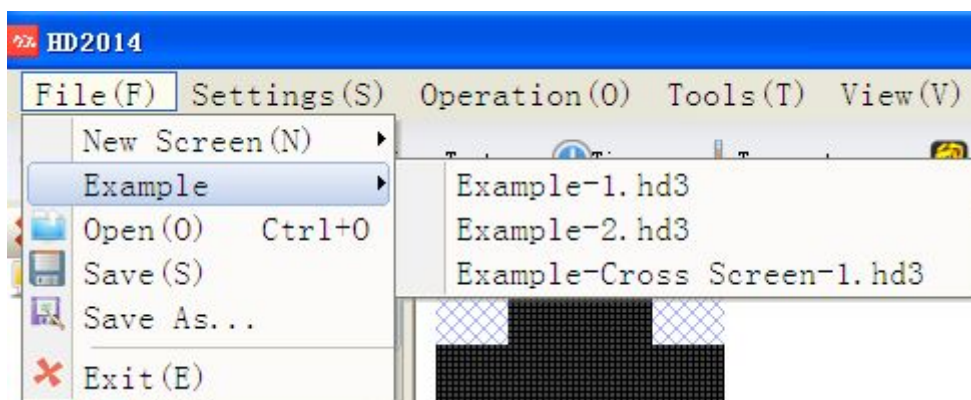 HD2014
File(F) Settings(S) Operation(O) Tools(T) View(V)
New Screen(N)
Example
Example-1.hd3
Open(O) Ctrl+O
Example-2.hd3
Save(S)
Example-Cross Screen-1.hd3
Save As...
Exit(E)